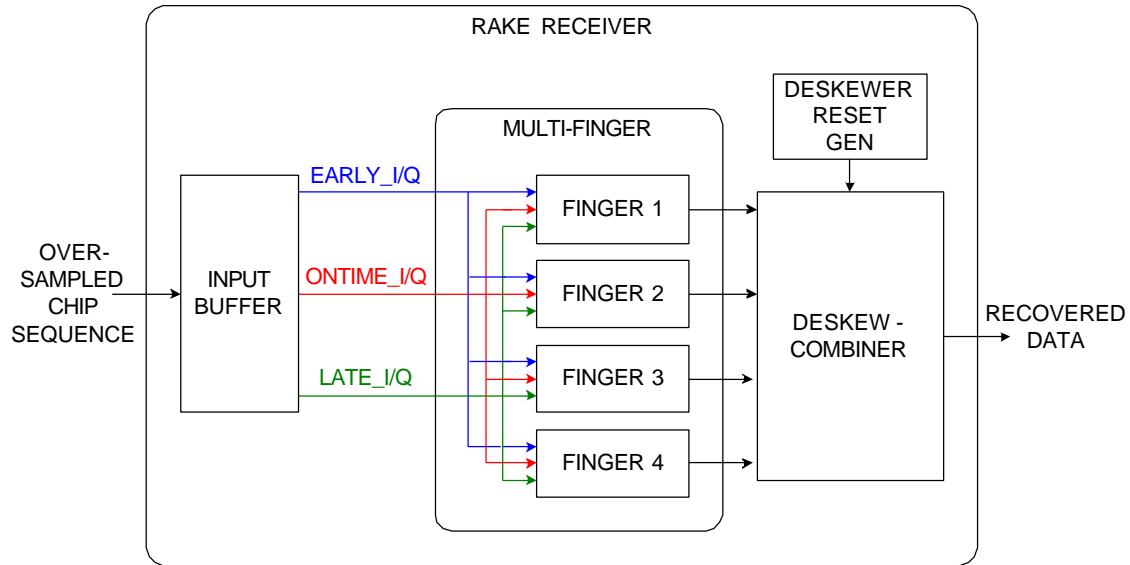 RAKE RECEIVER
DESKEWER
RESET
GEN
MULTI-FINGER
EARLY_I/Q
FINGER 1
OVER-
SAMPLED
CHIP
SEQUENCE
INPUT
BUFFER
ONTIME_I/Q
FINGER 2
DESKEW -
COMBINER
RECOVERED
DATA
LATE_I/Q
FINGER 3
FINGER 4